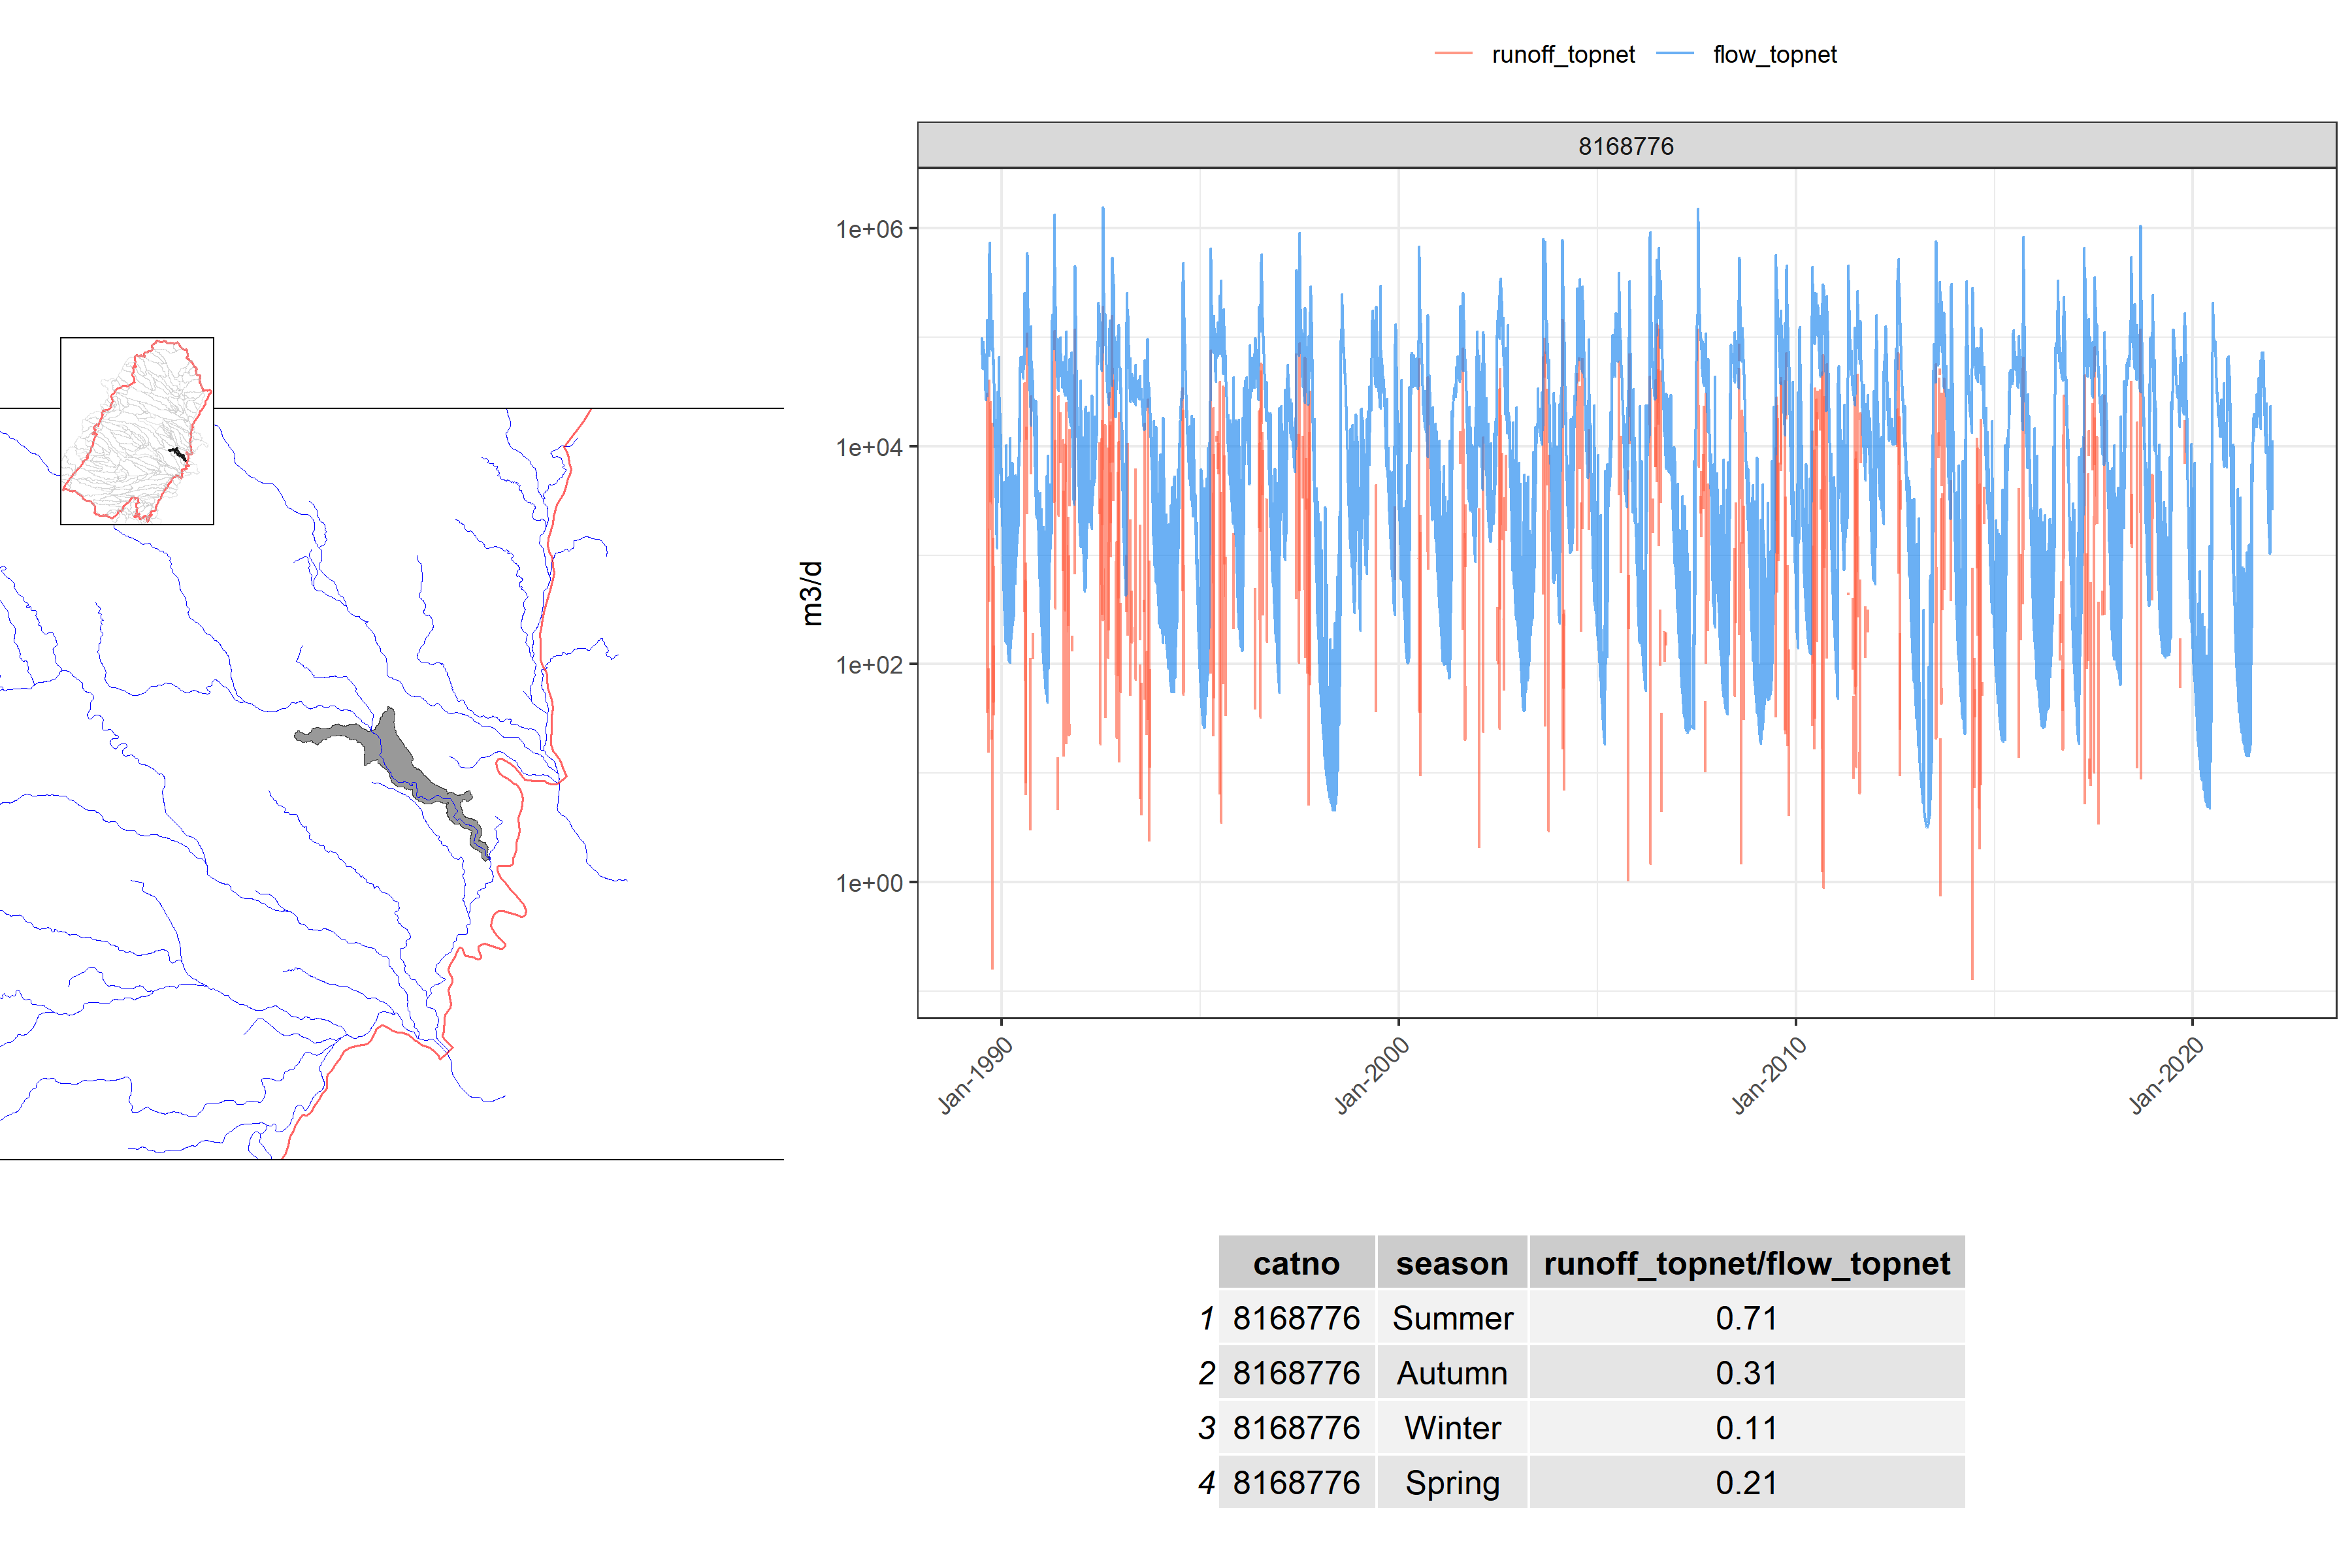 runoff_topnet flow_topnet
8168776
1e+06
1e+04
1e+02
1e+00
m3/d
Jan-1990 Jan-2000 Jan-2010 Jan-2020
catno season runoff_topnet/flow_topnet
1 8168776 Summer 0.71
2 8168776 Autumn 0.31
3 8168776 Winter 0.11
4 8168776 Spring 0.21